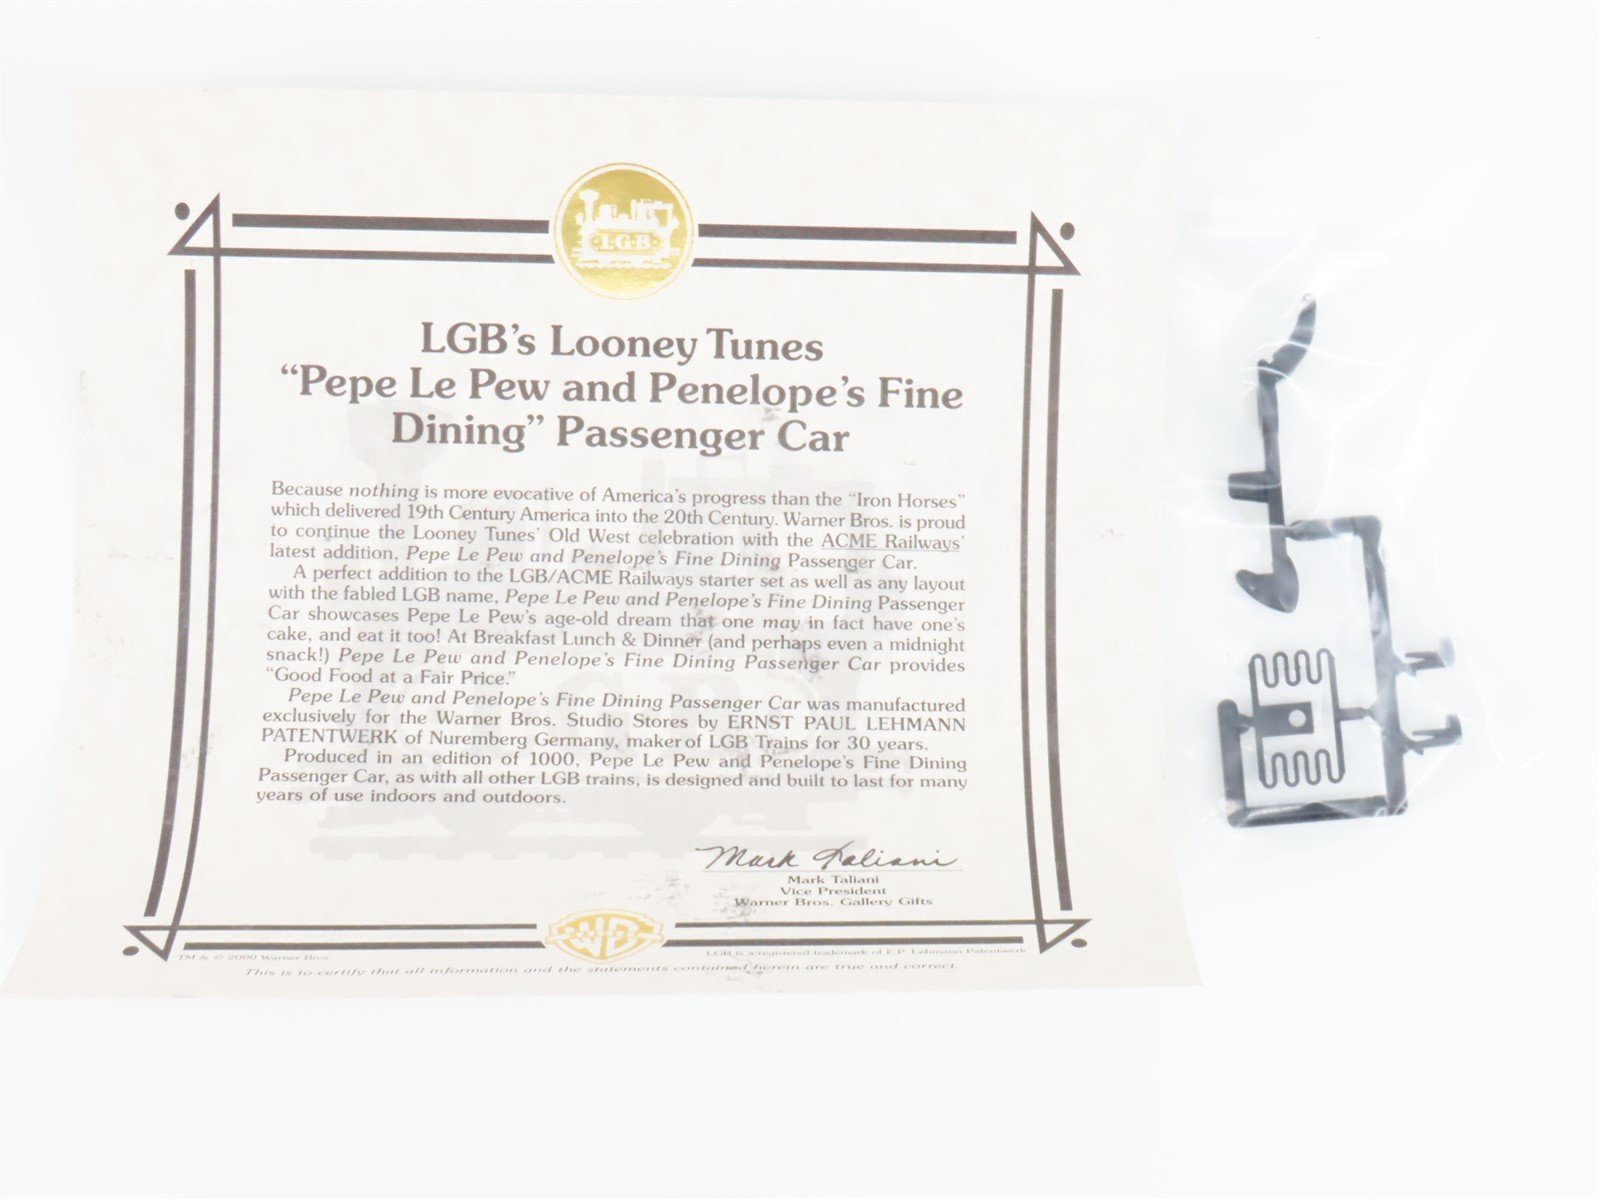 LGB
LGB's Looney Tunes
“Pepe Le Pew and Penelope's Fine
Dining” Passenger Car
Because nothing is more evocative of America's progress than the “Iron Horses”
which delivered 19th Century America into the 20th Century. Warner Bros. is proud
to continue the Looney Tunes' Old West celebration with the ACME Railways'
latest addition, Pepe Le Pew and Penelope's Fine Dining Passenger Car.
A perfect addition to the LGB/ACME Railways starter set as well as any layout
with the fabled LGB name, Pepe Le Pew and Penelope's Fine Dining Passenger
Car showcases Pepe Le Pew's age-old dream that one may in fact have one's
cake, and eat it too! At Breakfast Lunch & Dinner (and perhaps even a midnight
snack!) Pepe Le Pew and Penelope's Fine Dining Passenger Car provides
“Good Food at a Fair Price.”
Pepe Le Pew and Penelope's Fine Dining Passenger Car was manufactured
exclusively for the Warner Bros. Studio Stores by ERNST PAUL LEHMANN
PATENTWERK of Nuremberg Germany, maker of LGB Trains for 30 years.
Produced in an edition of 1000, Pepe Le Pew and Penelope's Fine Dining
Passenger Car, as with all other LGB trains, is designed and built to last for many
years of use indoors and outdoors.
Mark Taliani
Mark Taliani
Vice President
Warner Bros. Gallery Gifts
WB
TM & © 2000 Warner Bros.
LGB is a registered trademark of E.P. Lehmann Patentwerk
This is to certify that all information and the statements contained herein are true and correct